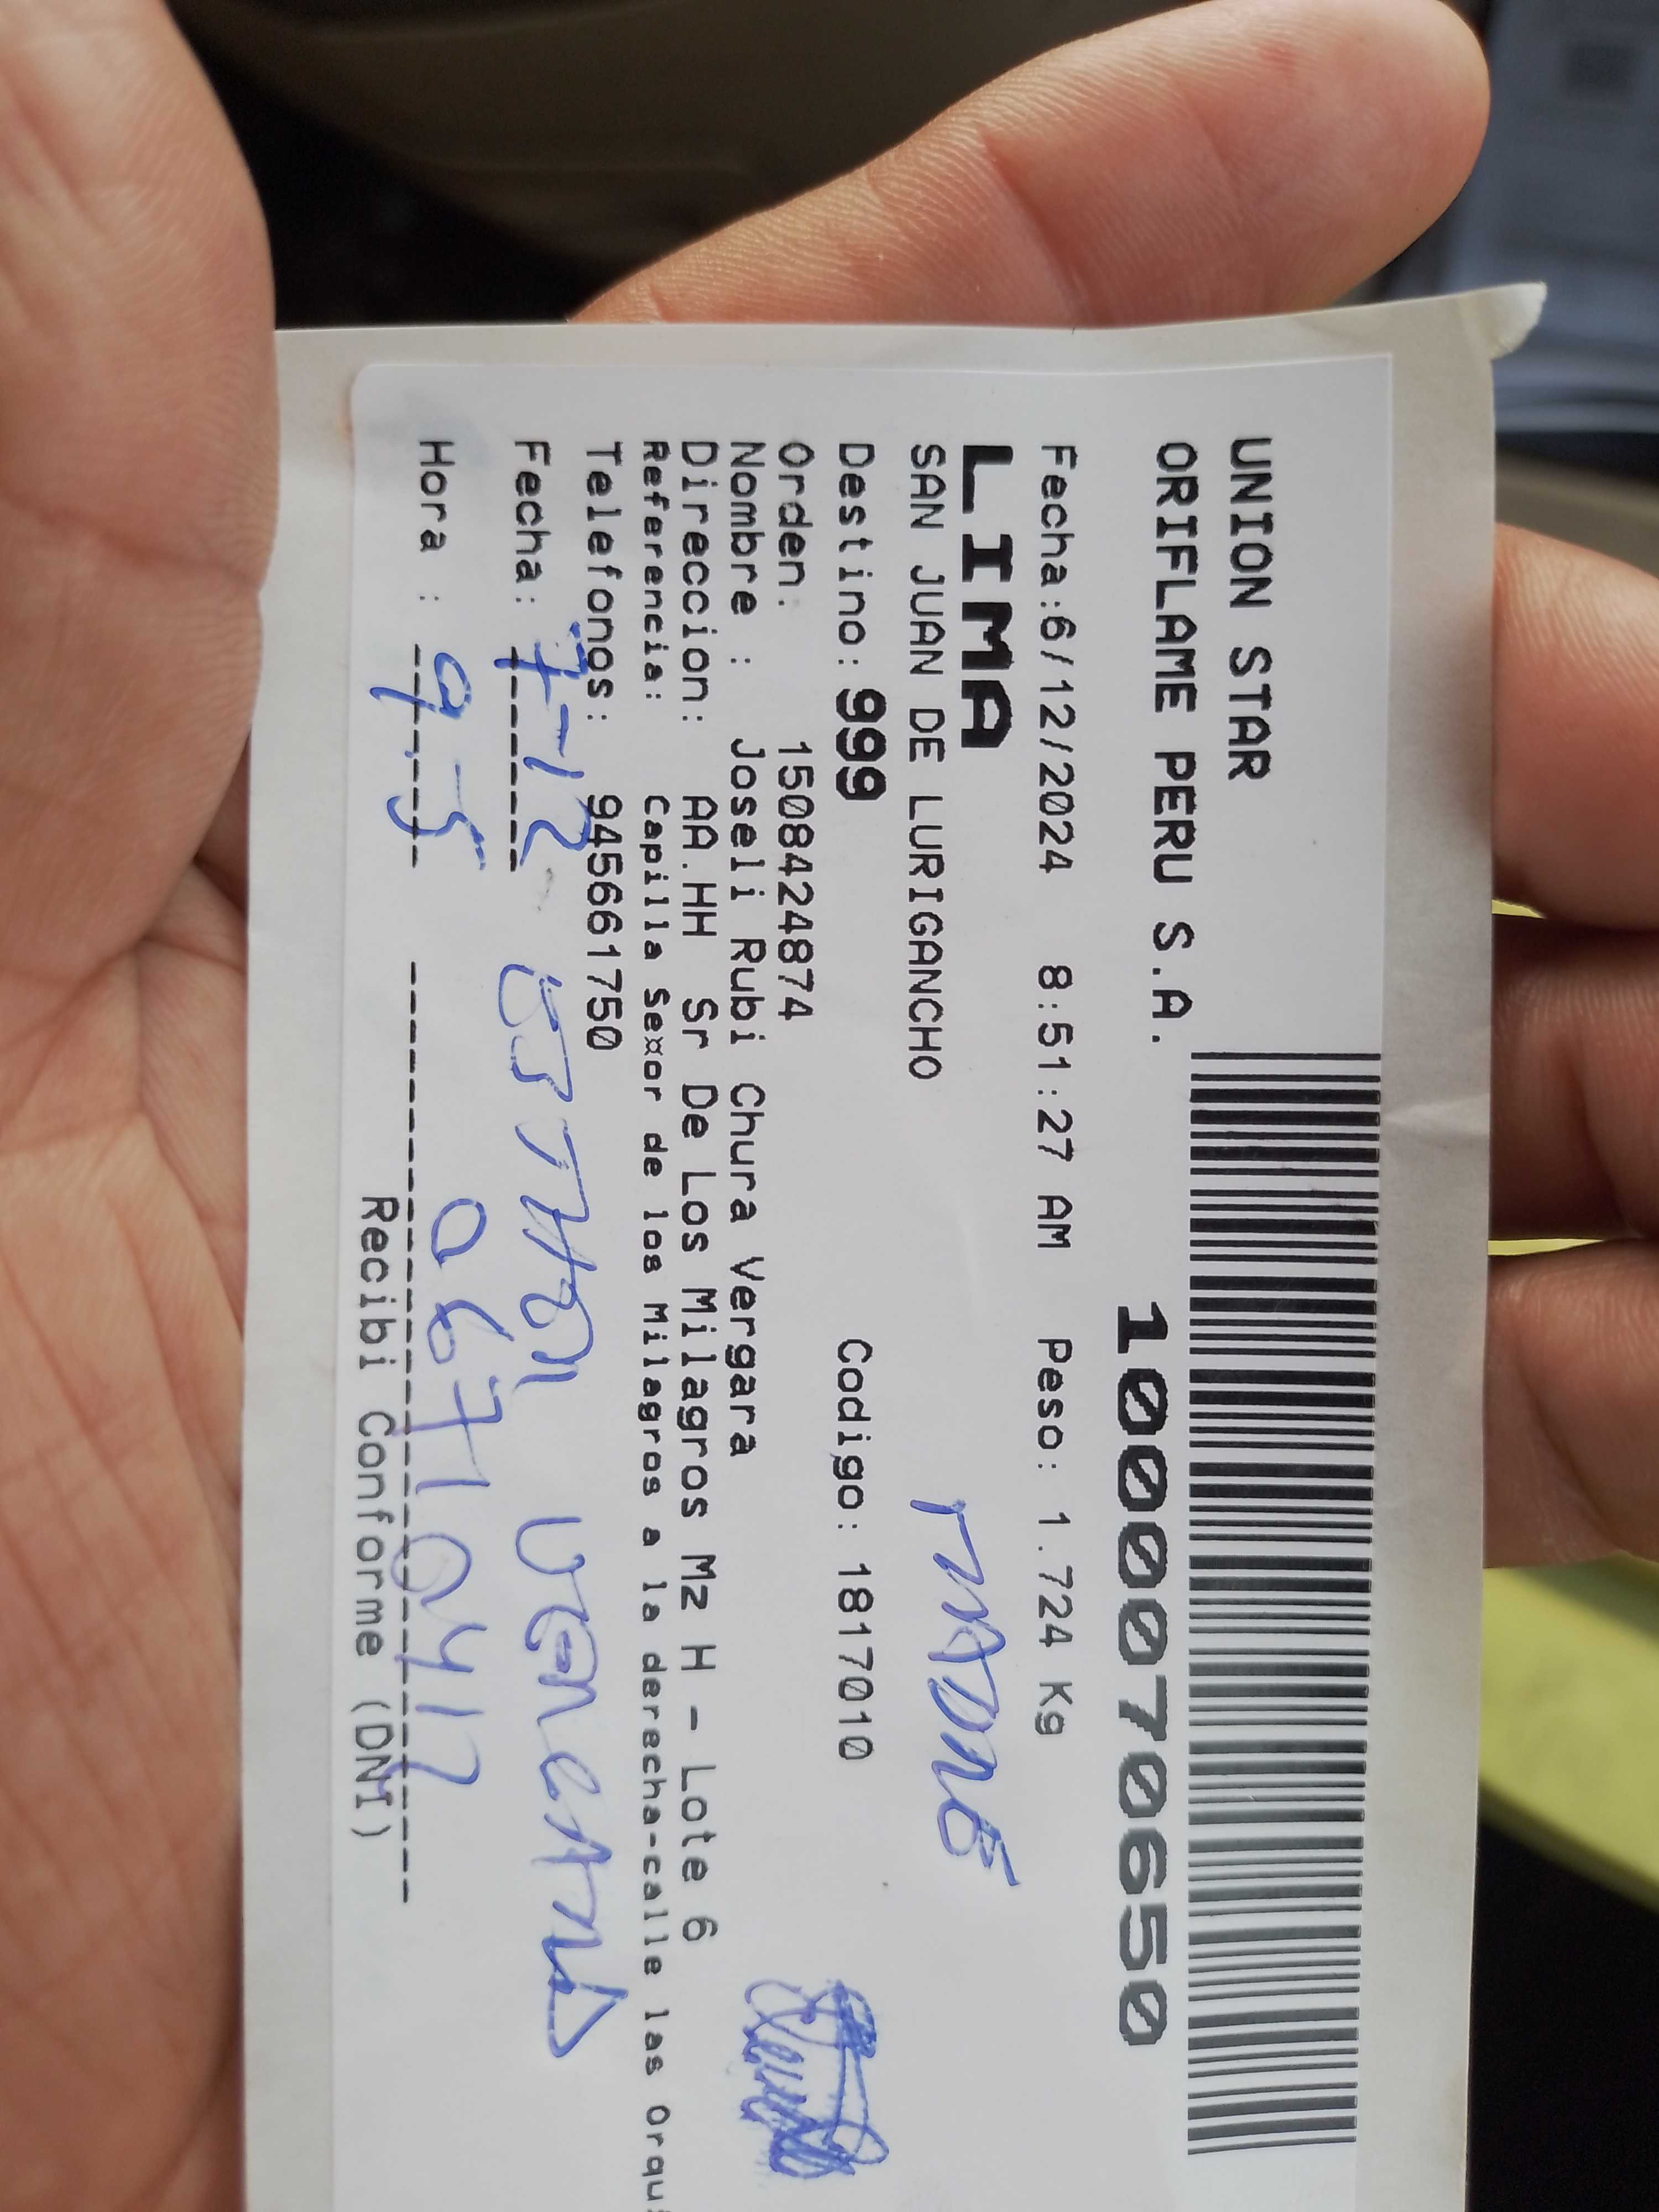 UNION STAR
ORIFLAME PERU S.A.
1000070650
Fecha:6/12/2024 8:51:27 AM Peso: 1.724 Kg
LIMA
SAN JUAN DE LURIGANCHO
MADRE
Destino: 999 Codigo: 1817010
Orden. 1508424874
Nombre : Joseli Rubi Chura Vergara
Direccion: AA.HH Sr De Los Milagros Mz H - Lote 6
Referencia: Capilla Se¤or de los Milagros a la derecha-calle las Orqu
Telefonos: 945661750
Fecha: 7-12
Hora : 9-5
Recibi Conforme (DNI)